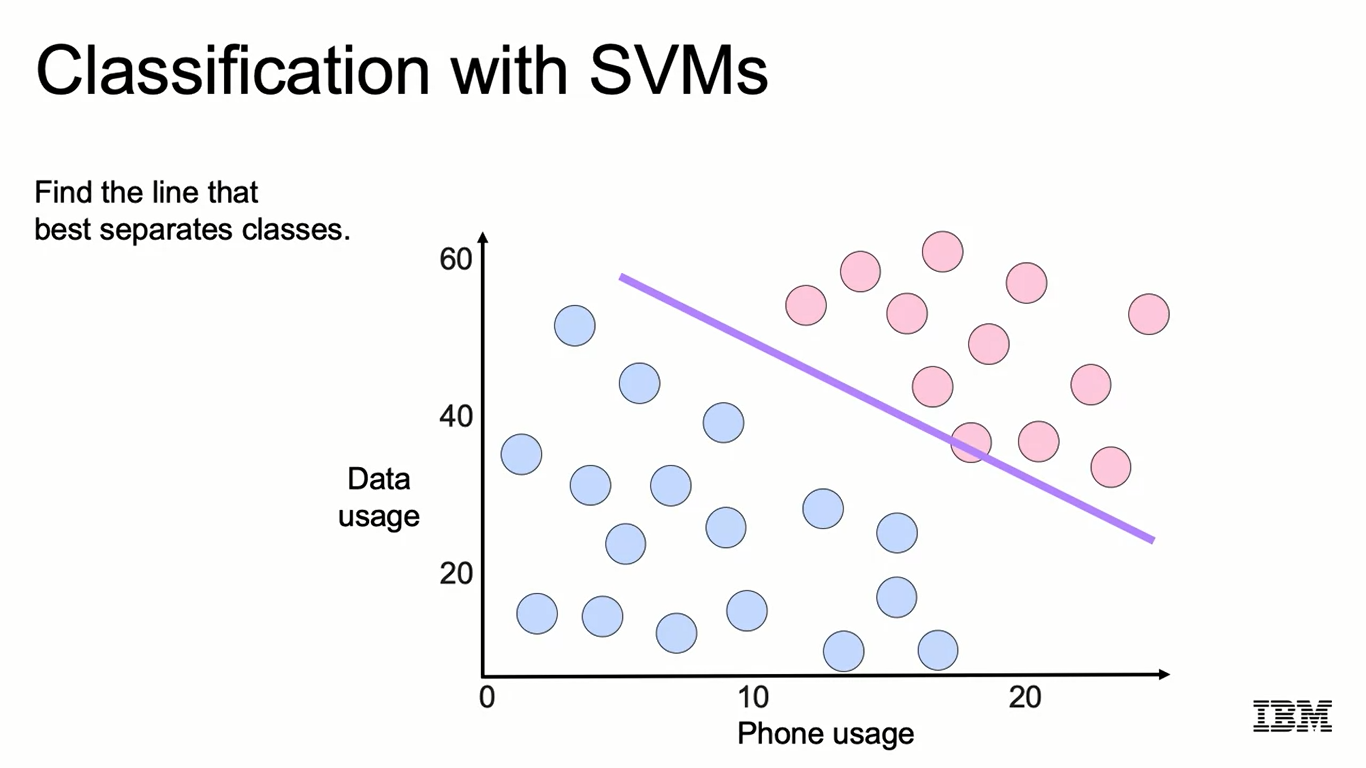 Classification with SVMs
Find the line that
best separates classes.
60
40
Data
usage
20
0
10
20
Phone usage
IBM